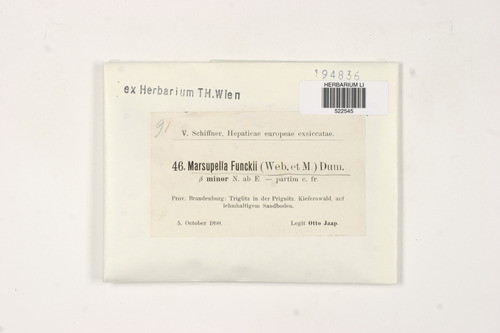 194836
ex Herbarium TH.Wien
HERBARIUM LI
522545
91
V. Schiffner, Hepaticae europeae exsiccatae.
46. Marsupella Funckii (Web. et M) Dum.
β minor N. ab E. — partim c. fr.
Prov. Brandenburg: Triglitz in der Prignitz. Kiefernwald, auf
lehmhaltigem Sandboden.
5. October 1900. Legit Otto Jaap.